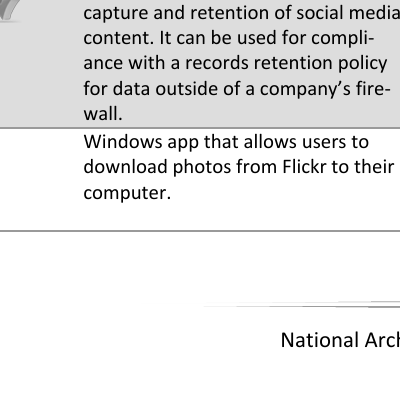 capture and retention of social media
content. It can be used for compli-
ance with a records retention policy
for data outside of a company’s fire-
wall.
Windows app that allows users to
download photos from Flickr to their
computer.
National Arch